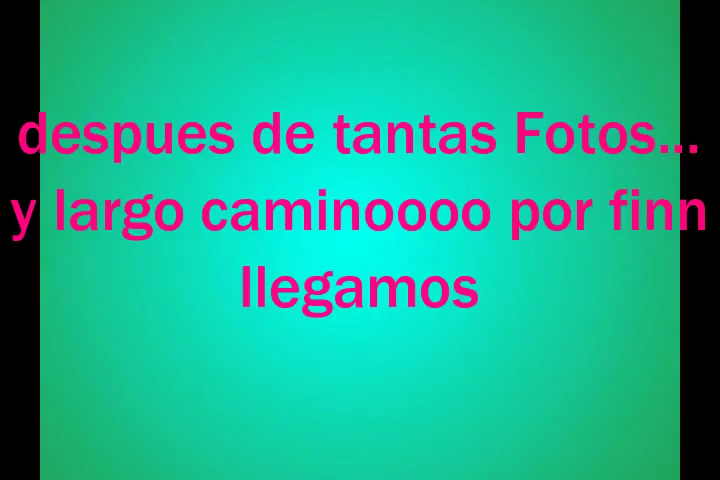 despues de tantas Fotos...
y largo caminoooo por finn
llegamos